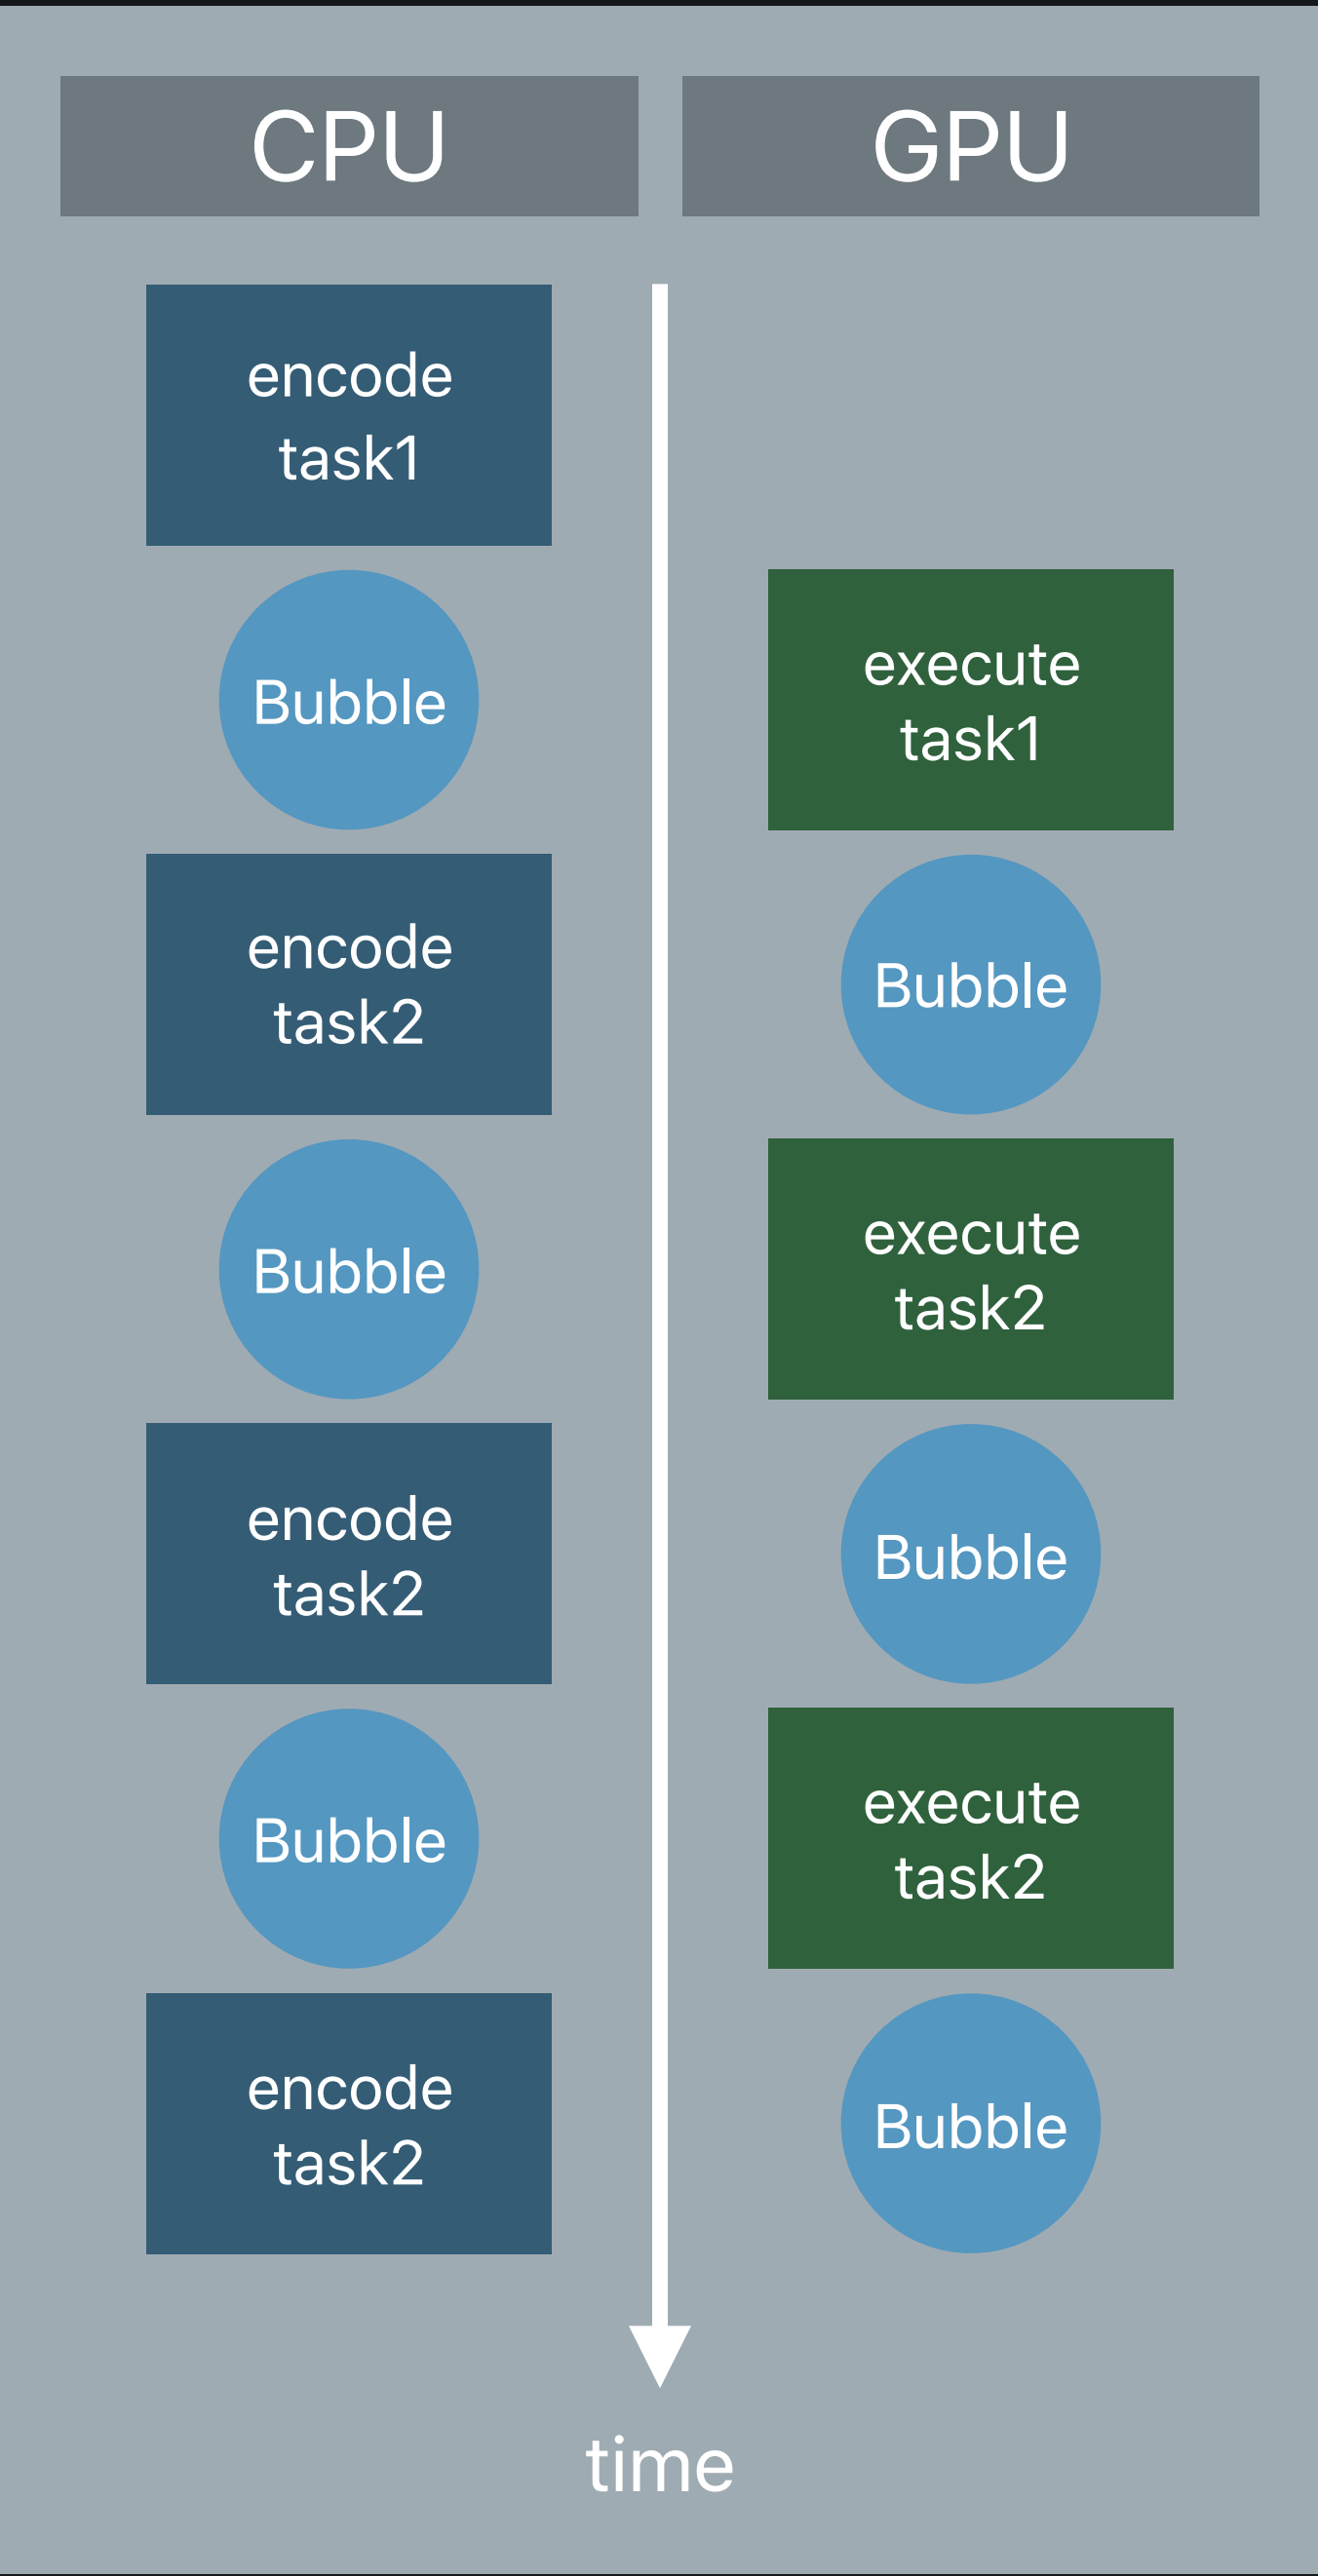 CPU
GPU
encode
task1
Bubble
execute
task1
encode
task2
Bubble
Bubble
execute
task2
encode
task2
Bubble
Bubble
execute
task2
encode
task2
Bubble
time